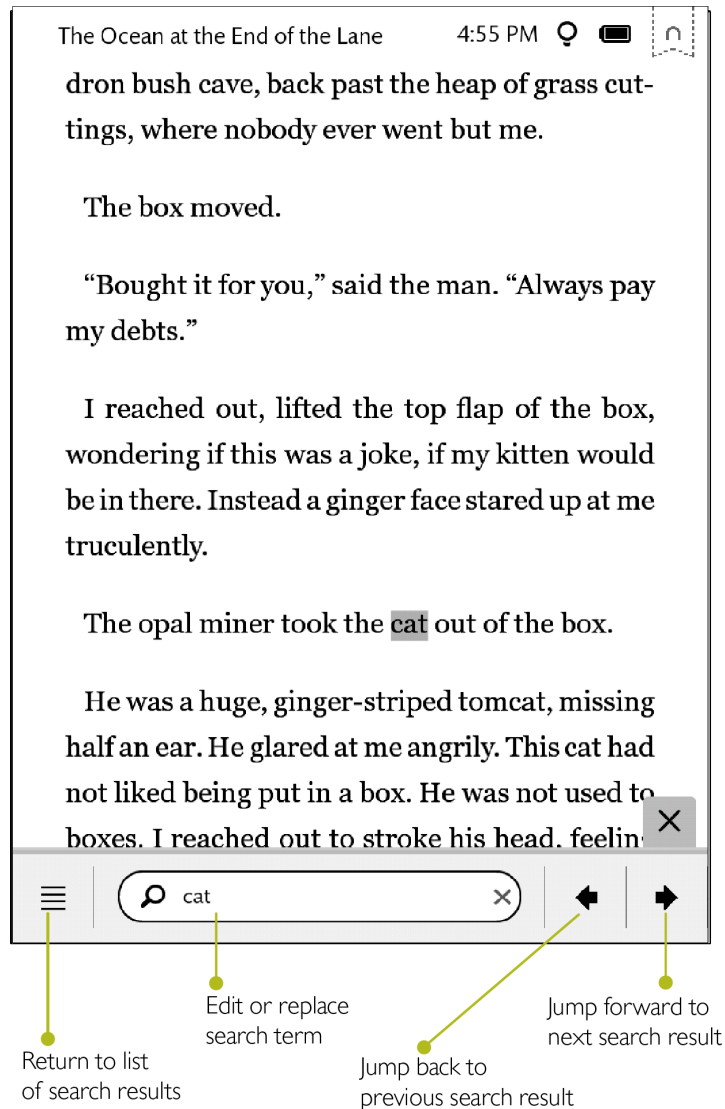 The Ocean at the End of the Lane 4:55 PM
dron bush cave, back past the heap of grass cut-
tings, where nobody ever went but me.
The box moved.
“Bought it for you,” said the man. “Always pay
my debts.”
I reached out, lifted the top flap of the box,
wondering if this was a joke, if my kitten would
be in there. Instead a ginger face stared up at me
truculently.
The opal miner took the cat out of the box.
He was a huge, ginger-striped tomcat, missing
half an ear. He glared at me angrily. This cat had
not liked being put in a box. He was not used to
boxes. I reached out to stroke his head, feelin
cat
Edit or replace
search term
Jump forward to
next search result
Return to list
of search results
Jump back to
previous search result